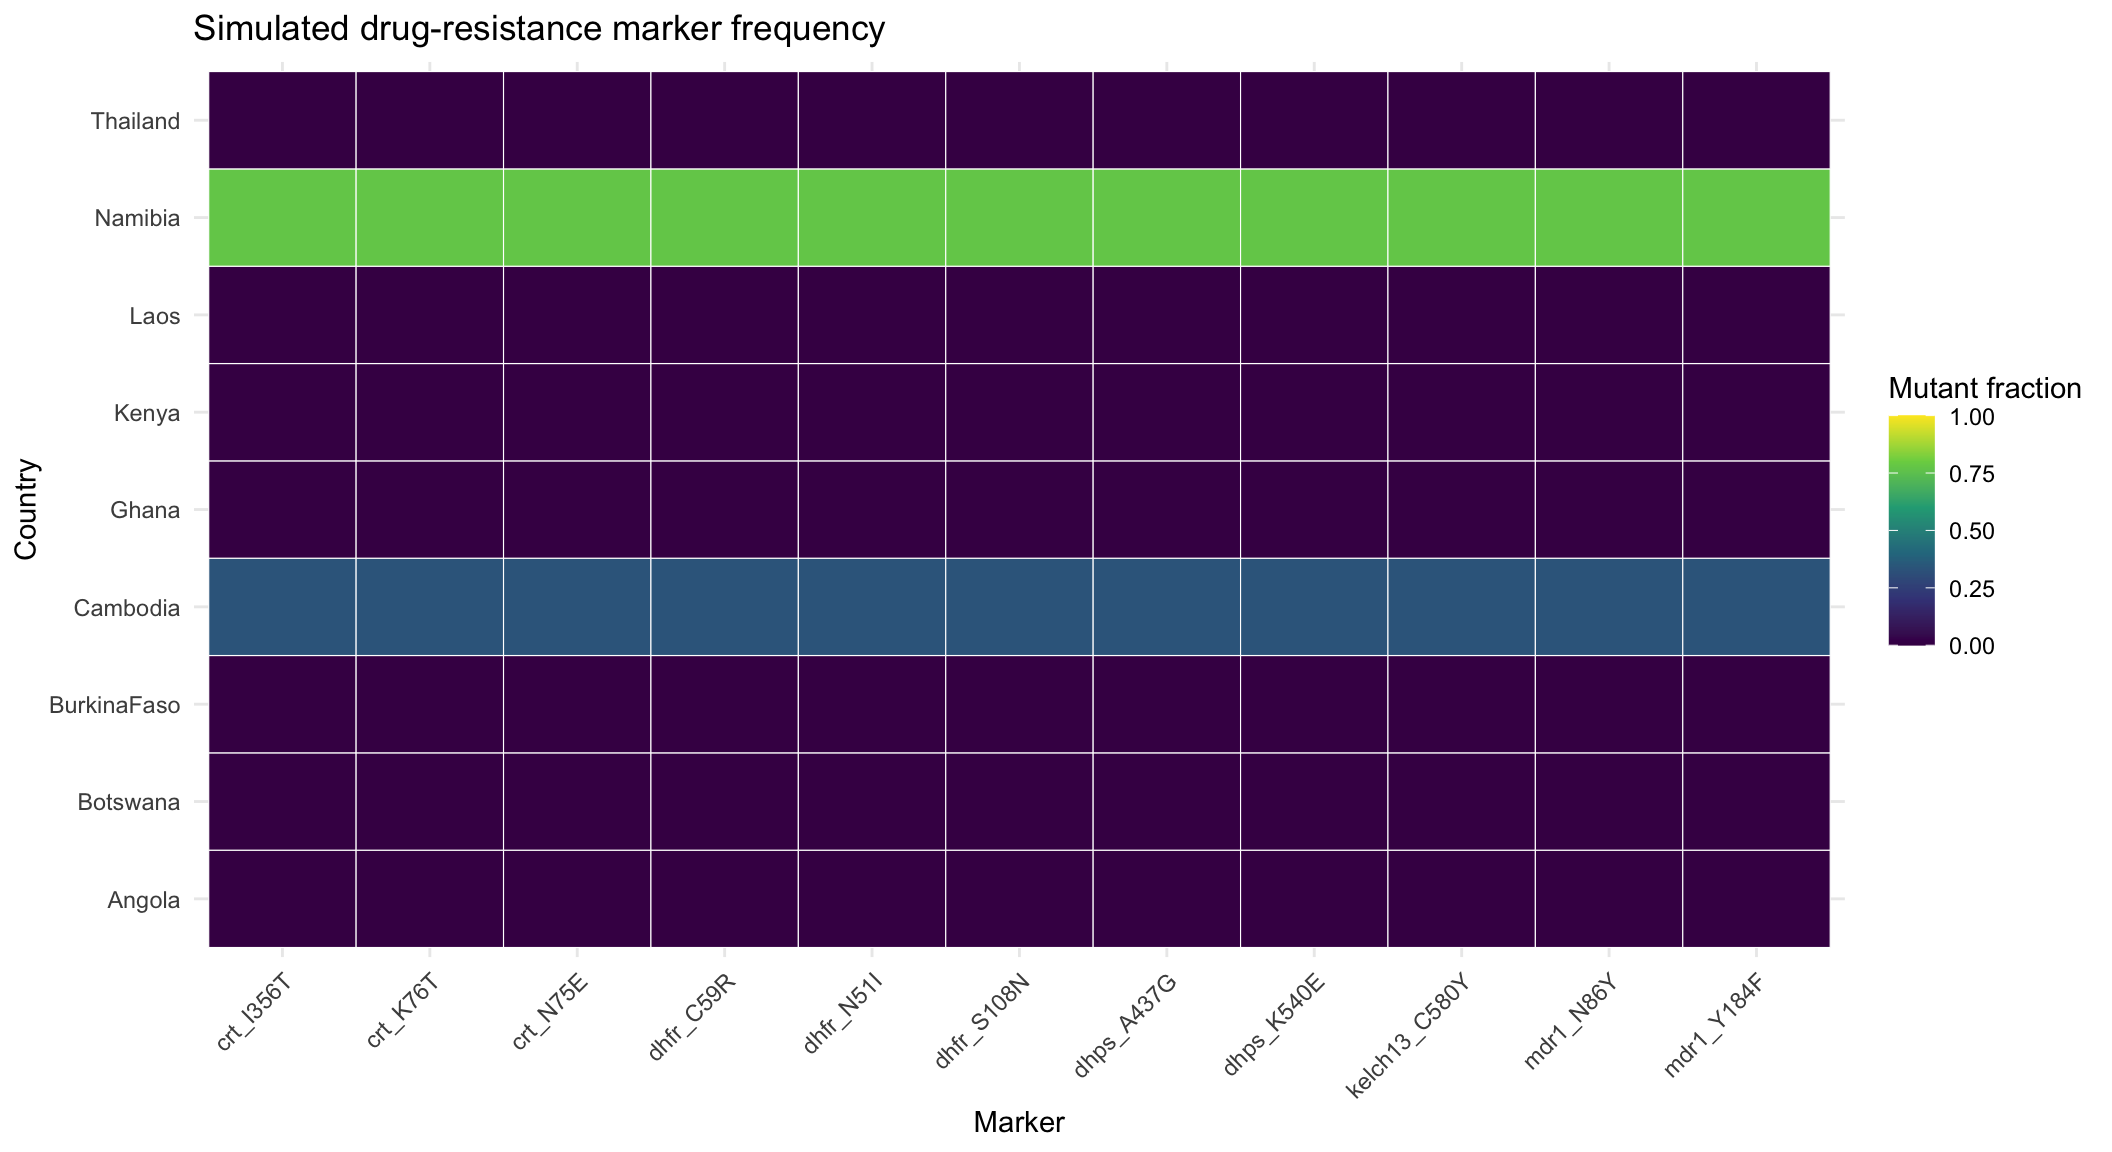 Simulated drug-resistance marker frequency
Thailand
Namibia
Laos
Kenya
Ghana
Cambodia
BurkinaFaso
Botswana
Angola
Country
crt_I356T
crt_K76T
crt_N75E
dhfr_C59R
dhfr_N51I
dhfr_S108N
dhps_A437G
dhps_K540E
kelch13_C580Y
mdr1_N86Y
mdr1_Y184F
Marker
Mutant fraction
1.00
0.75
0.50
0.25
0.00